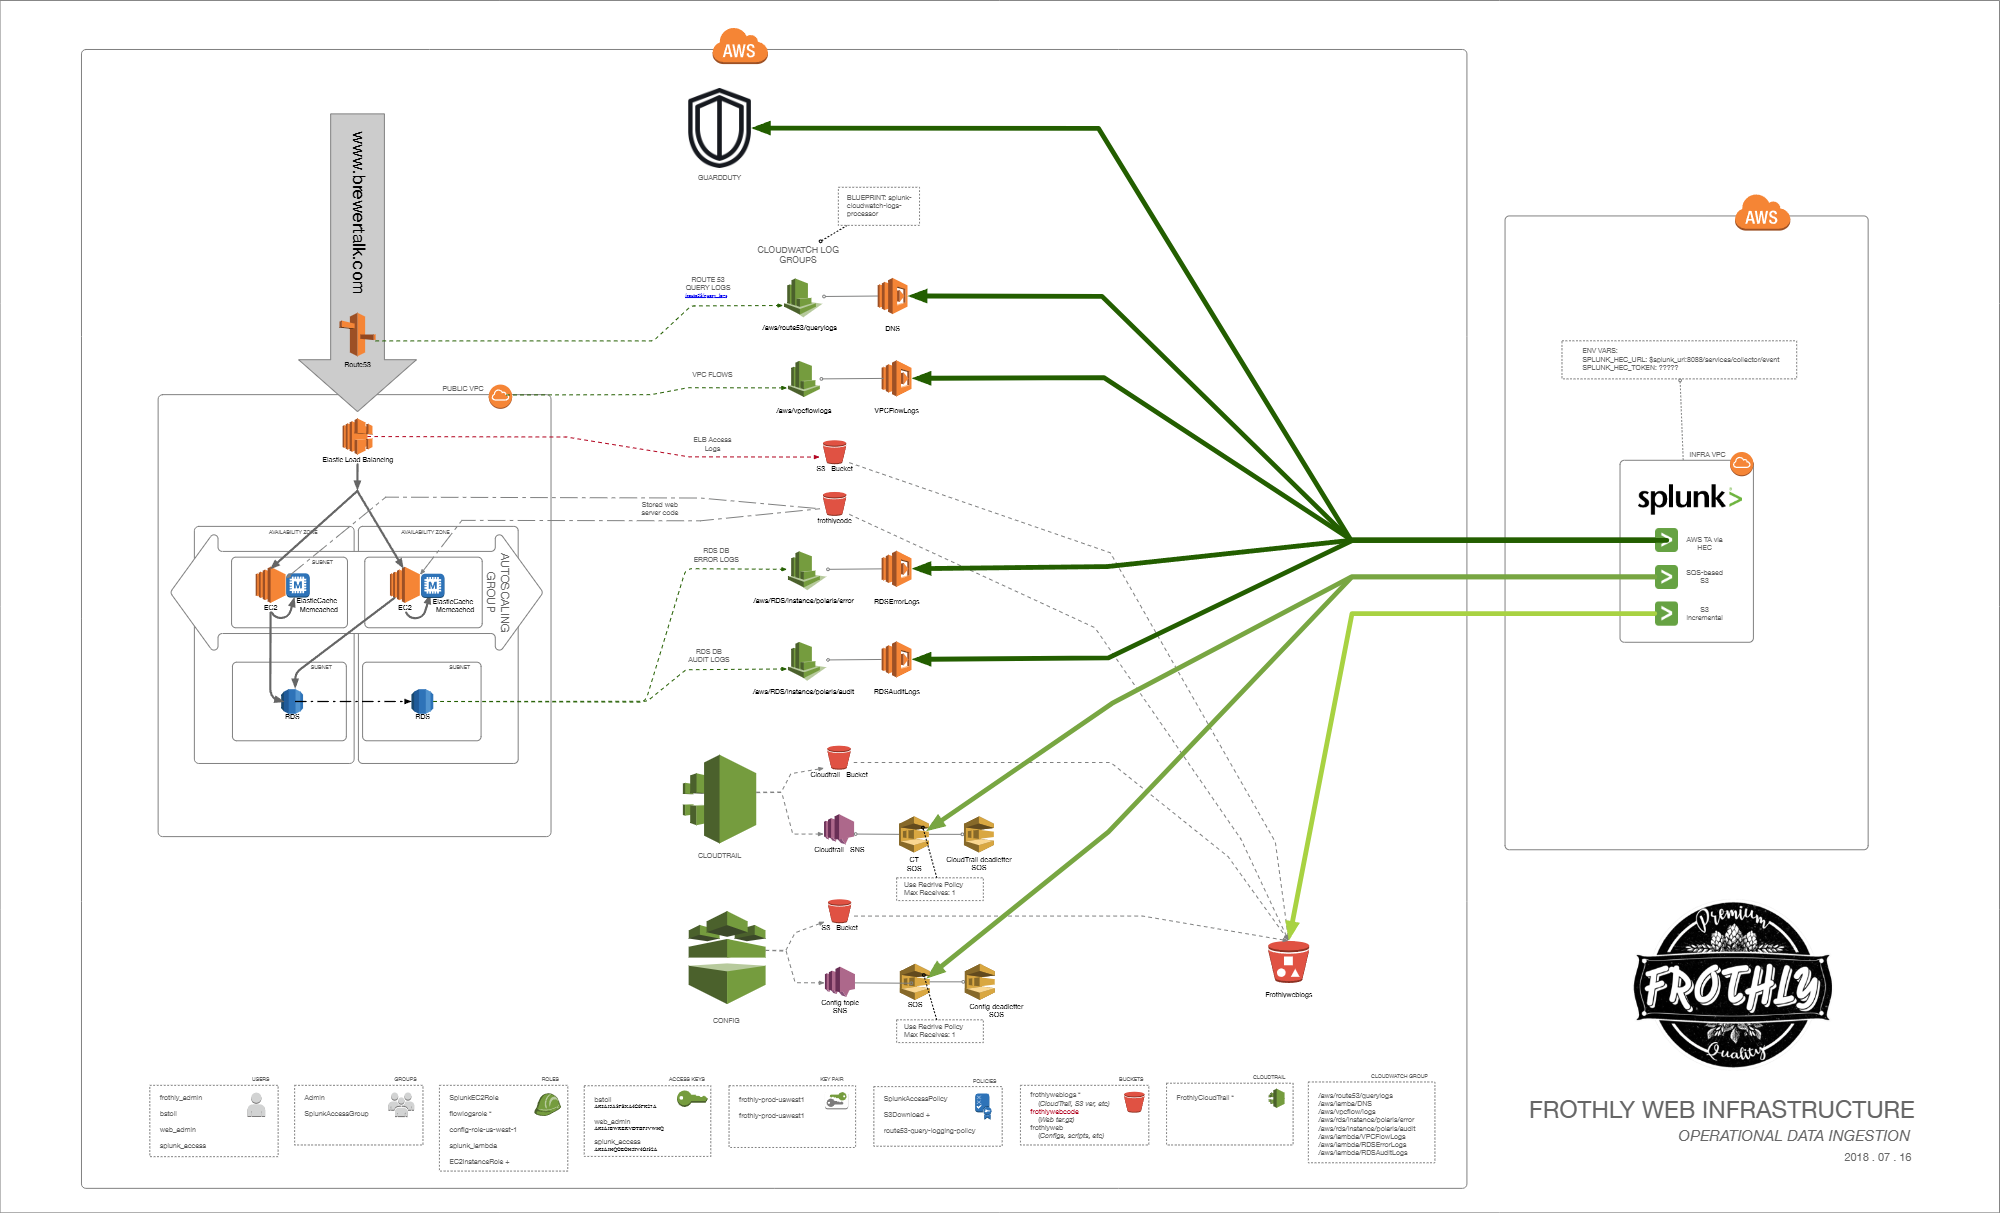 AWS
www.brewertalk.com
GUARDDUTY
BLUEPRINT: splunk-
cloudwatch-logs-
processor
CLOUDWATCH LOG
GROUPS
ROUTE 53
QUERY LOGS
/aws/route53/querylogs
DNS
Route53
VPC FLOWS
/aws/vpcflowlogs
VPCFlowLogs
PUBLIC VPC
Elastic Load Balancing
ELB Access
Logs
S3 Bucket
Stored web
server code
frothlycode
AVAILABILITY ZONE
AVAILABILITY ZONE
SUBNET
EC2
ElasticCache
Memcached
EC2
ElasticCache
Memcached
AUTOSCALING
GROUP
RDS DB
ERROR LOGS
/aws/RDS/instance/polaris/error
RDSErrorLogs
RDS DB
AUDIT LOGS
/aws/RDS/instance/polaris/audit
RDSAuditLogs
SUBNET
SUBNET
RDS
RDS
Cloudtrail Bucket
CLOUDTRAIL
Cloudtrail SNS
CT
SQS
CloudTrail deadletter
SQS
Use Redrive Policy
Max Receives: 1
S3 Bucket
CONFIG
Config topic
SNS
SQS
Config deadletter
SQS
Use Redrive Policy
Max Receives: 1
Frothlyweblogs
AWS
ENV VARS:
SPLUNK_HEC_URL: $splunk_url:8088/services/collector/event
SPLUNK_HEC_TOKEN: ?????
INFRA VPC
splunk>
AWS TA via
HEC
SQS-based
S3
S3
Incremental
Premium
FROTHLY
Quality
FROTHLY WEB INFRASTRUCTURE
OPERATIONAL DATA INGESTION
2018 . 07 . 16
USERS
frothly_admin
bstoll
web_admin
splunk_access
GROUPS
Admin
SplunkAccessGroup
ROLES
SplunkEC2Role
flowlogsrole *
config-role-us-west-1
splunk_lambda
EC2InstanceRole +
ACCESS KEYS
bstoll
web_admin
splunk_access
KEY PAIR
frothly-prod-uswest1
frothly-prod-uswest1
POLICIES
SplunkAccessPolicy
S3Download +
route53-query-logging-policy
BUCKETS
frothlyweblogs *
(CloudTrail, S3 ver, etc)
frothlywebcode
(Web tar.gz)
frothlyweb
(Configs, scripts, etc)
CLOUDTRAIL
FrothlyCloudTrail *
CLOUDWATCH GROUP
/aws/route53/querylogs
/aws/lamba/DNS
/aws/vpcflow/logs
/aws/rds/instance/polaris/error
/aws/rds/instance/polaris/audit
/aws/lambda/VPCFlowLogs
/aws/lambda/RDSErrorLogs
/aws/lambda/RDSAuditLogs